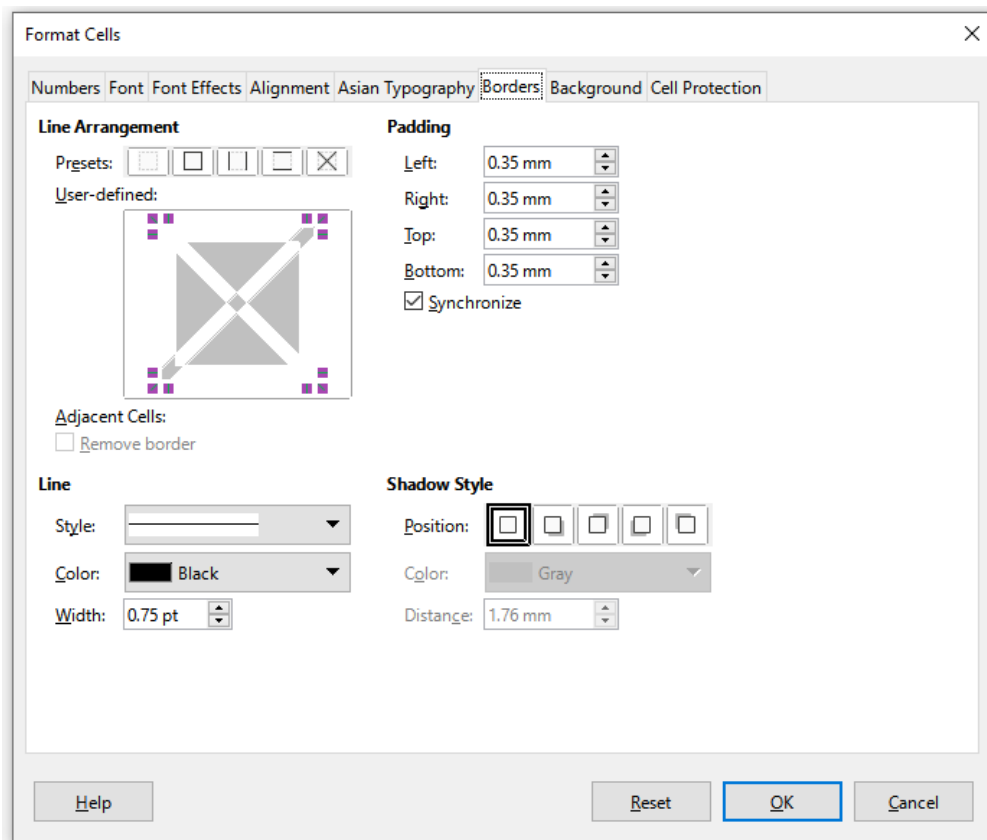 Format Cells
Numbers Font Font Effects Alignment Asian Typography Borders Background Cell Protection
Line Arrangement
Presets:
User-defined:
Adjacent Cells:
Remove border
Padding
Left: 0.35 mm
Right: 0.35 mm
Top: 0.35 mm
Bottom: 0.35 mm
Synchronize
Line
Style:
Color: Black
Width: 0.75 pt
Shadow Style
Position:
Color: Gray
Distance: 1.76 mm
Help Reset OK Cancel